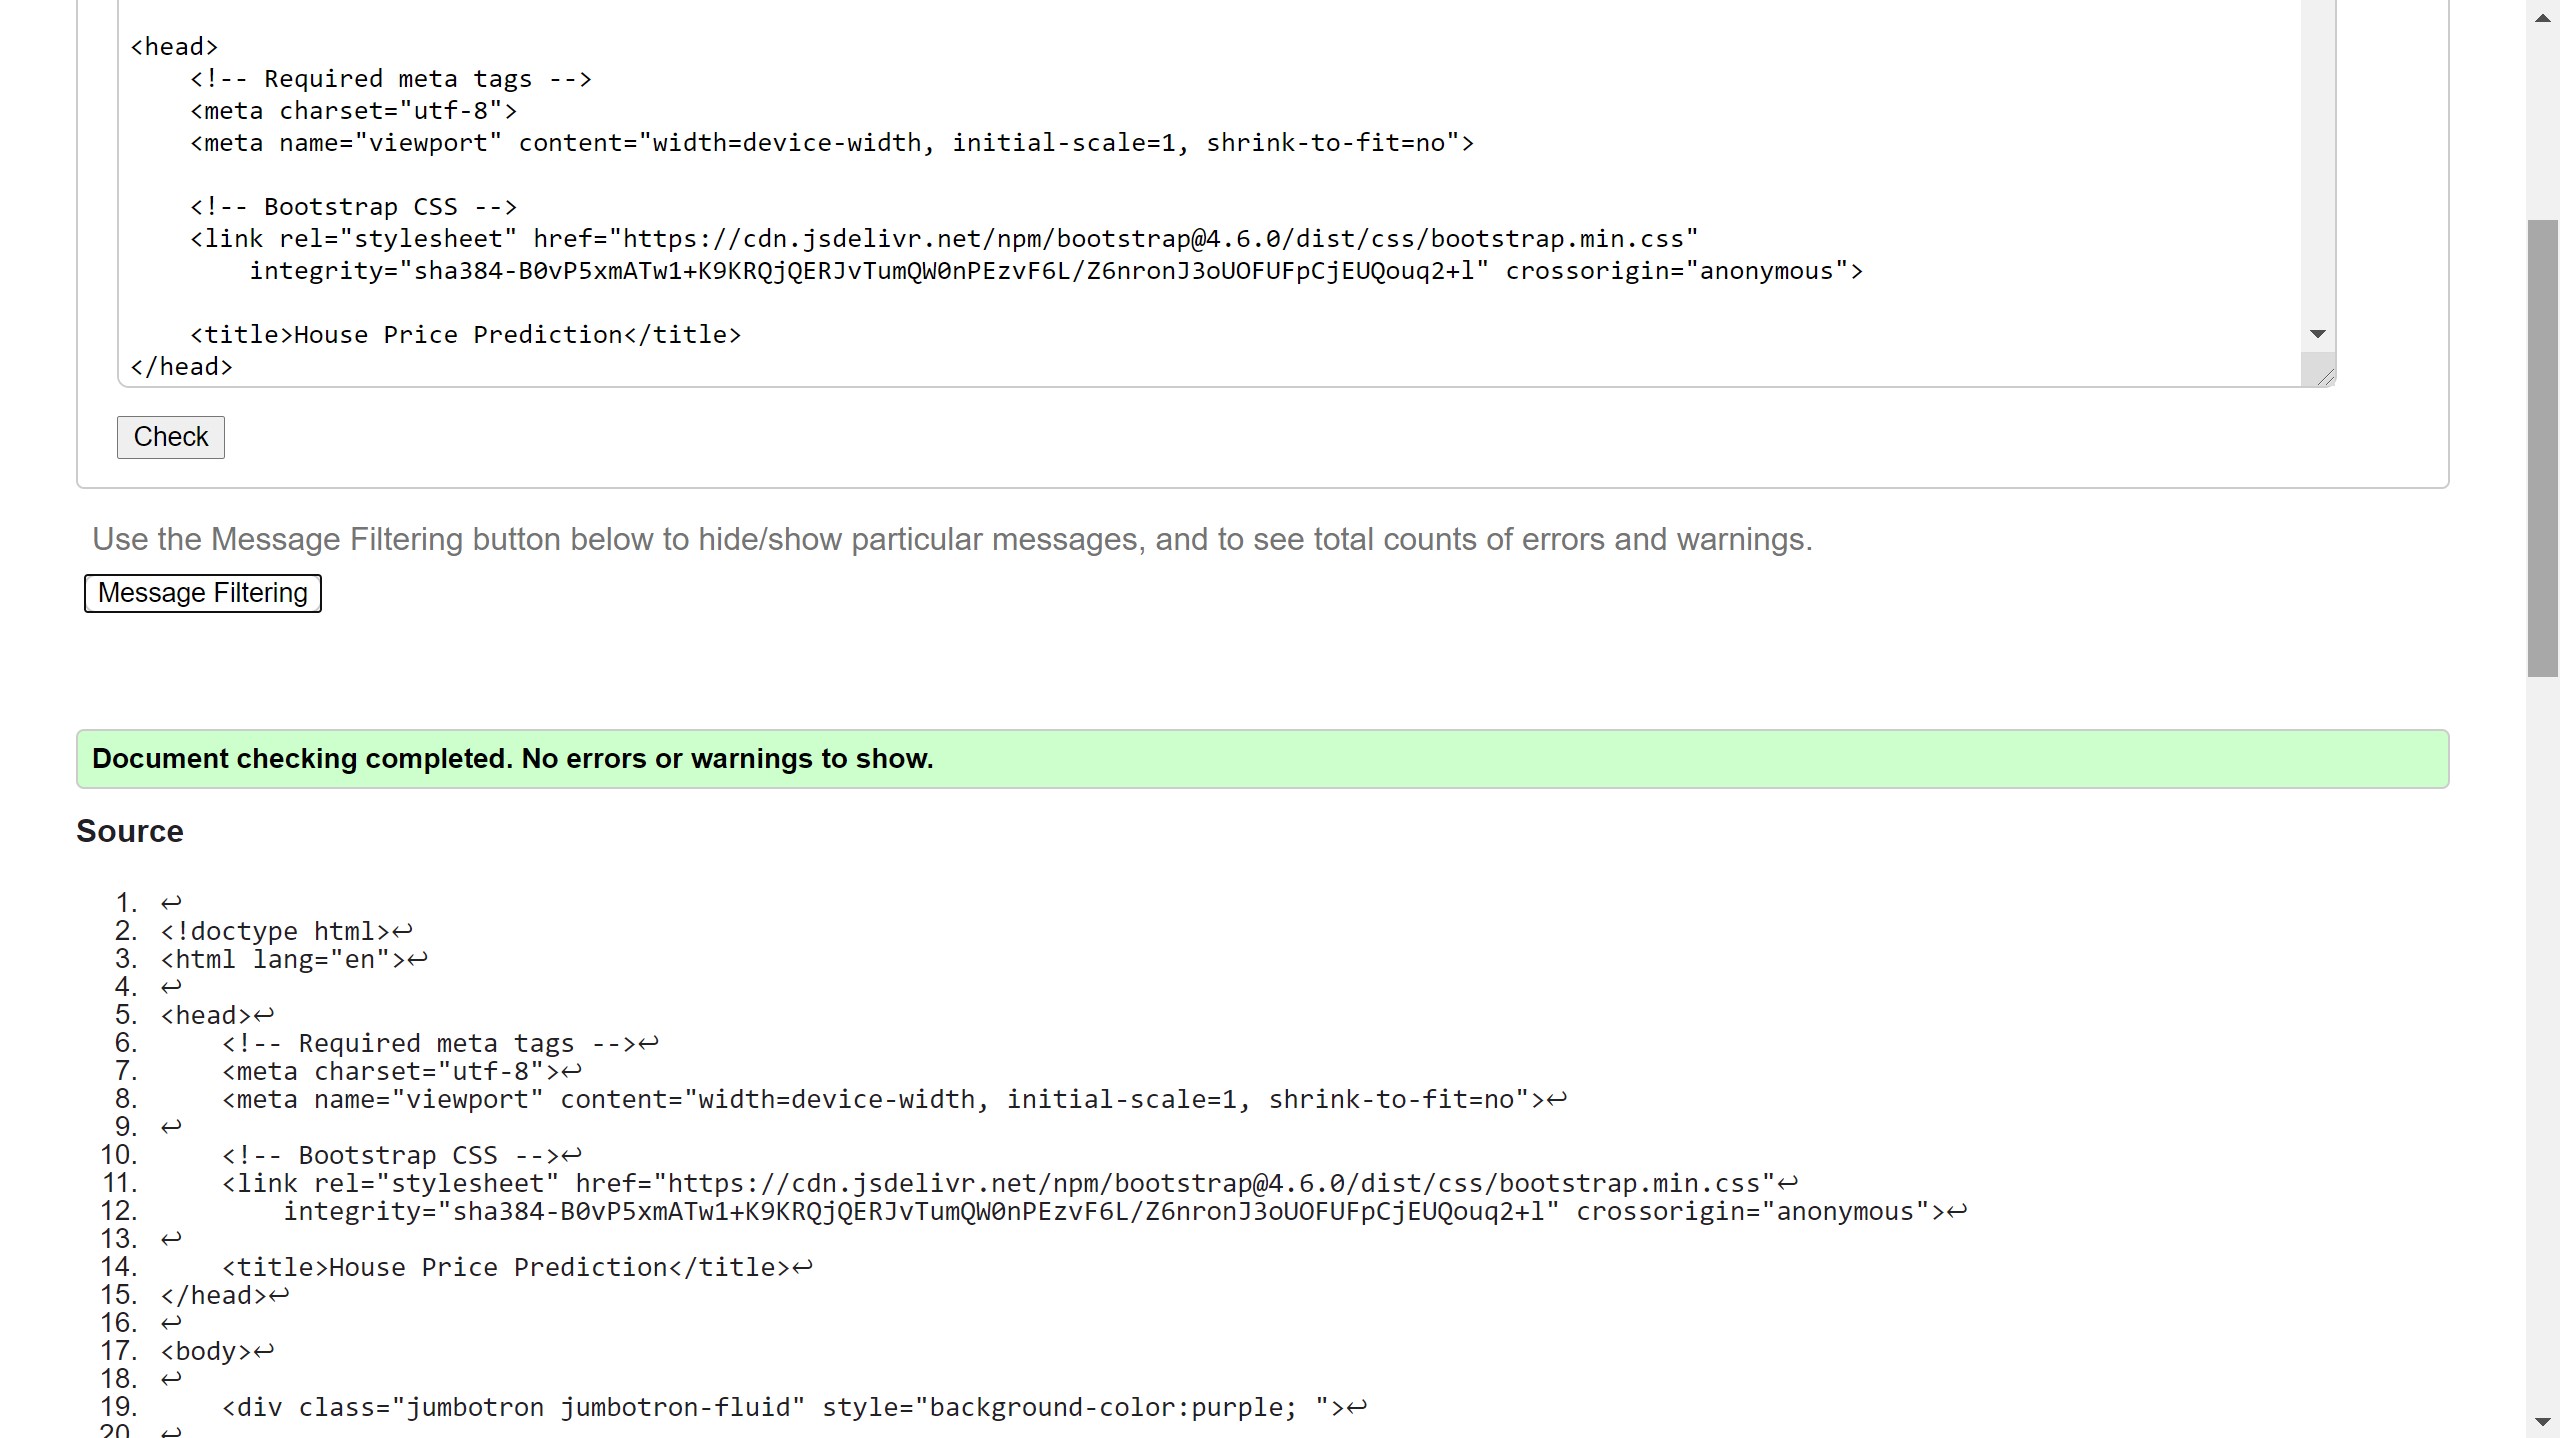 <head>
    <!-- Required meta tags -->
    <meta charset="utf-8">
    <meta name="viewport" content="width=device-width, initial-scale=1, shrink-to-fit=no">
    <!-- Bootstrap CSS -->
    <link rel="stylesheet" href="https://cdn.jsdelivr.net/npm/bootstrap@4.6.0/dist/css/bootstrap.min.css"
        integrity="sha384-B0vP5xmATw1+K9KRQjQERJvTumQW0nPEzvF6L/Z6nronJ3oUOFUFpCjEUQouq2+l" crossorigin="anonymous">
    <title>House Price Prediction</title>
</head>
Check
Use the Message Filtering button below to hide/show particular messages, and to see total counts of errors and warnings.
Message Filtering
Document checking completed. No errors or warnings to show.
Source
1. ↩
2. <!doctype html>↩
3. <html lang="en">↩
4. ↩
5. <head>↩
6.     <!-- Required meta tags -->↩
7.     <meta charset="utf-8">↩
8.     <meta name="viewport" content="width=device-width, initial-scale=1, shrink-to-fit=no">↩
9. ↩
10.     <!-- Bootstrap CSS -->↩
11.     <link rel="stylesheet" href="https://cdn.jsdelivr.net/npm/bootstrap@4.6.0/dist/css/bootstrap.min.css"↩
12.         integrity="sha384-B0vP5xmATw1+K9KRQjQERJvTumQW0nPEzvF6L/Z6nronJ3oUOFUFpCjEUQouq2+l" crossorigin="anonymous">↩
13. ↩
14.     <title>House Price Prediction</title>↩
15. </head>↩
16. ↩
17. <body>↩
18. ↩
19.     <div class="jumbotron jumbotron-fluid" style="background-color:purple; ">↩
20. ↩